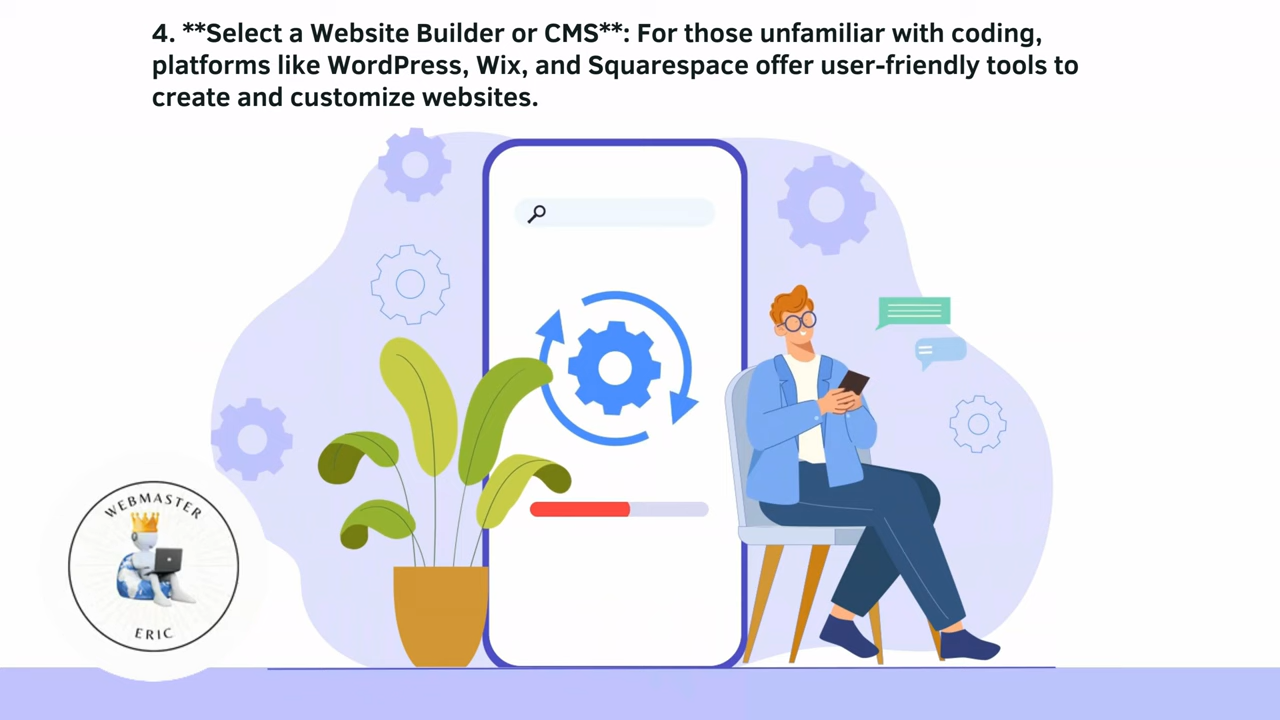 4. **Select a Website Builder or CMS**: For those unfamiliar with coding,
platforms like WordPress, Wix, and Squarespace offer user-friendly tools to
create and customize websites.
WEBMASTER
ERIC